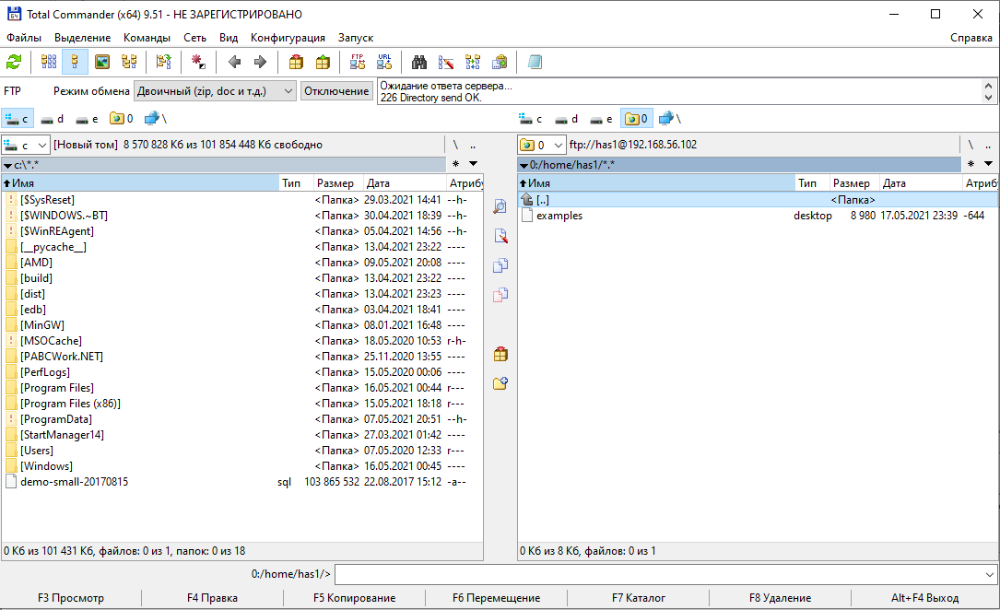 Total Commander (x64) 9.51 - НЕ ЗАРЕГИСТРИРОВАНО
Файлы Выделение Команды Сеть Вид Конфигурация Запуск Справка
FTP URL
FTP Режим обмена Двоичный (zip, doc и т.д.) Отключение
Ожидание ответа сервера...
226 Directory send OK.
c d e 0 \ c d e 0 \
c [Новый том] 8 570 828 Кб из 101 854 448 Кб свободно \ ..
0 ftp://has1@192.168.56.102 \ ..
c:\*.* *
0:/home/has1/*.* *
Имя Тип Размер Дата Атрибу
[$SysReset] <Папка> 29.03.2021 14:41 --h-
[$WINDOWS.~BT] <Папка> 30.04.2021 18:39 --h-
[$WinREAgent] <Папка> 05.04.2021 14:56 --h-
[__pycache__] <Папка> 13.04.2021 23:22 ----
[AMD] <Папка> 09.05.2021 20:08 ----
[build] <Папка> 13.04.2021 23:22 ----
[dist] <Папка> 13.04.2021 23:23 ----
[edb] <Папка> 03.04.2021 18:41 ----
[MinGW] <Папка> 08.01.2021 16:48 ----
[MSOCache] <Папка> 18.05.2020 10:53 r-h-
[PABCWork.NET] <Папка> 25.11.2020 13:55 ----
[PerfLogs] <Папка> 15.05.2020 00:06 ----
[Program Files] <Папка> 16.05.2021 00:44 r---
[Program Files (x86)] <Папка> 15.05.2021 18:18 r---
[ProgramData] <Папка> 07.05.2021 20:51 --h-
[StartManager14] <Папка> 27.03.2021 01:42 ----
[Users] <Папка> 07.05.2020 12:33 r---
[Windows] <Папка> 16.05.2021 00:45 ----
demo-small-20170815 sql 103 865 532 22.08.2017 15:12 -a--
0 Кб из 101 431 Кб, файлов: 0 из 1, папок: 0 из 18
Имя Тип Размер Дата Атрибу
[..] <Папка>
examples desktop 8 980 17.05.2021 23:39 -644
0 Кб из 8 Кб, файлов: 0 из 1
0:/home/has1/>
F3 Просмотр F4 Правка F5 Копирование F6 Перемещение F7 Каталог F8 Удаление Alt+F4 Выход